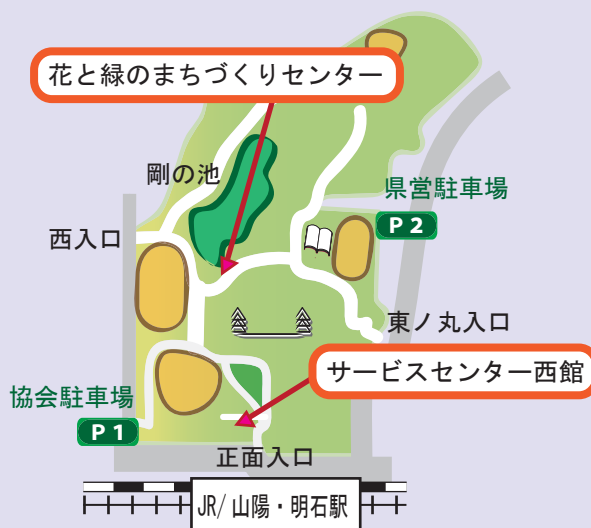 花と緑のまちづくりセンター
剛の池
県営駐車場
P 2
西入口
東ノ丸入口
サービスセンター西館
協会駐車場
P 1
正面入口
JR/山陽・明石駅